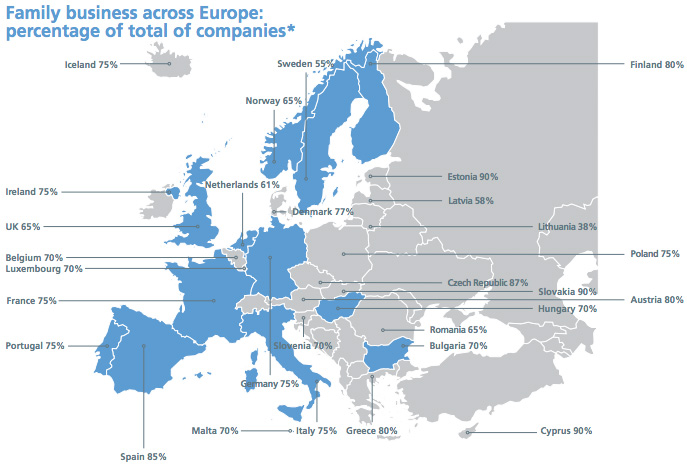 Family business across Europe:
percentage of total of companies*
Iceland 75%
Sweden 55%
Finland 80%
Norway 65%
Estonia 90%
Netherlands 61%
Ireland 75%
Latvia 58%
Denmark 77%
UK 65%
Lithuania 38%
Poland 75%
Belgium 70%
Luxembourg 70%
Czech Republic 87%
Slovakia 90%
Austria 80%
France 75%
Hungary 70%
Romania 65%
Portugal 75%
Slovenia 70%
Bulgaria 70%
Germany 75%
Malta 70%
Italy 75%
Greece 80%
Cyprus 90%
Spain 85%